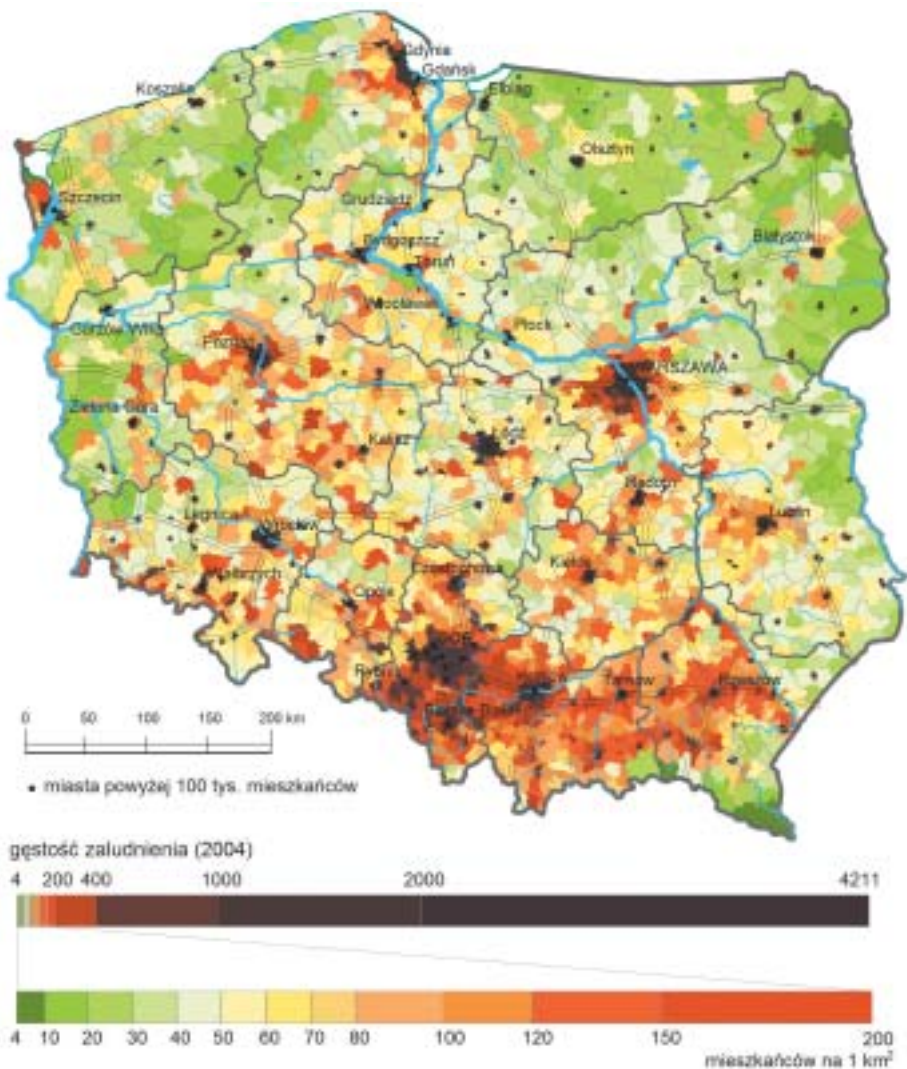 Gdynia
Gdańsk
Koszalin
Elbląg
Olsztyn
Szczecin
Grudziądz
Bydgoszcz
Białystok
Toruń
Włocławek
Gorzów Wlkp.
Płock
Poznań
WARSZAWA
Zielona Góra
Kalisz
Łódź
Radom
Legnica
Wrocław
Lublin
Wałbrzych
Częstochowa
Kielce
Opole
Rybnik
Tarnów
Rzeszów
Bielsko-Biała
0 50 100 150 200 km
miasta powyżej 100 tys. mieszkańców
gęstość zaludnienia (2004)
4 200 400 1000 2000 4211
4 10 20 30 40 50 60 70 80 100 120 150 200
mieszkańców na 1 km²